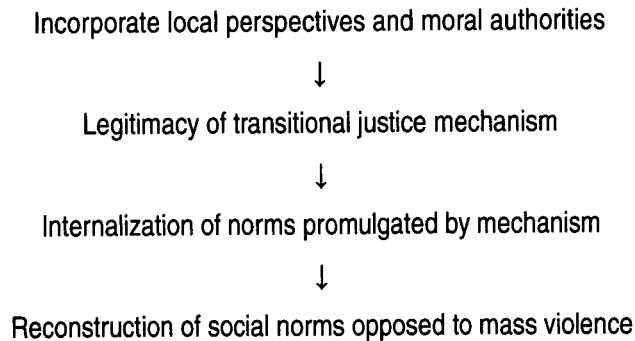 Incorporate local perspectives and moral authorities
↓
Legitimacy of transitional justice mechanism
↓
Internalization of norms promulgated by mechanism
↓
Reconstruction of social norms opposed to mass violence